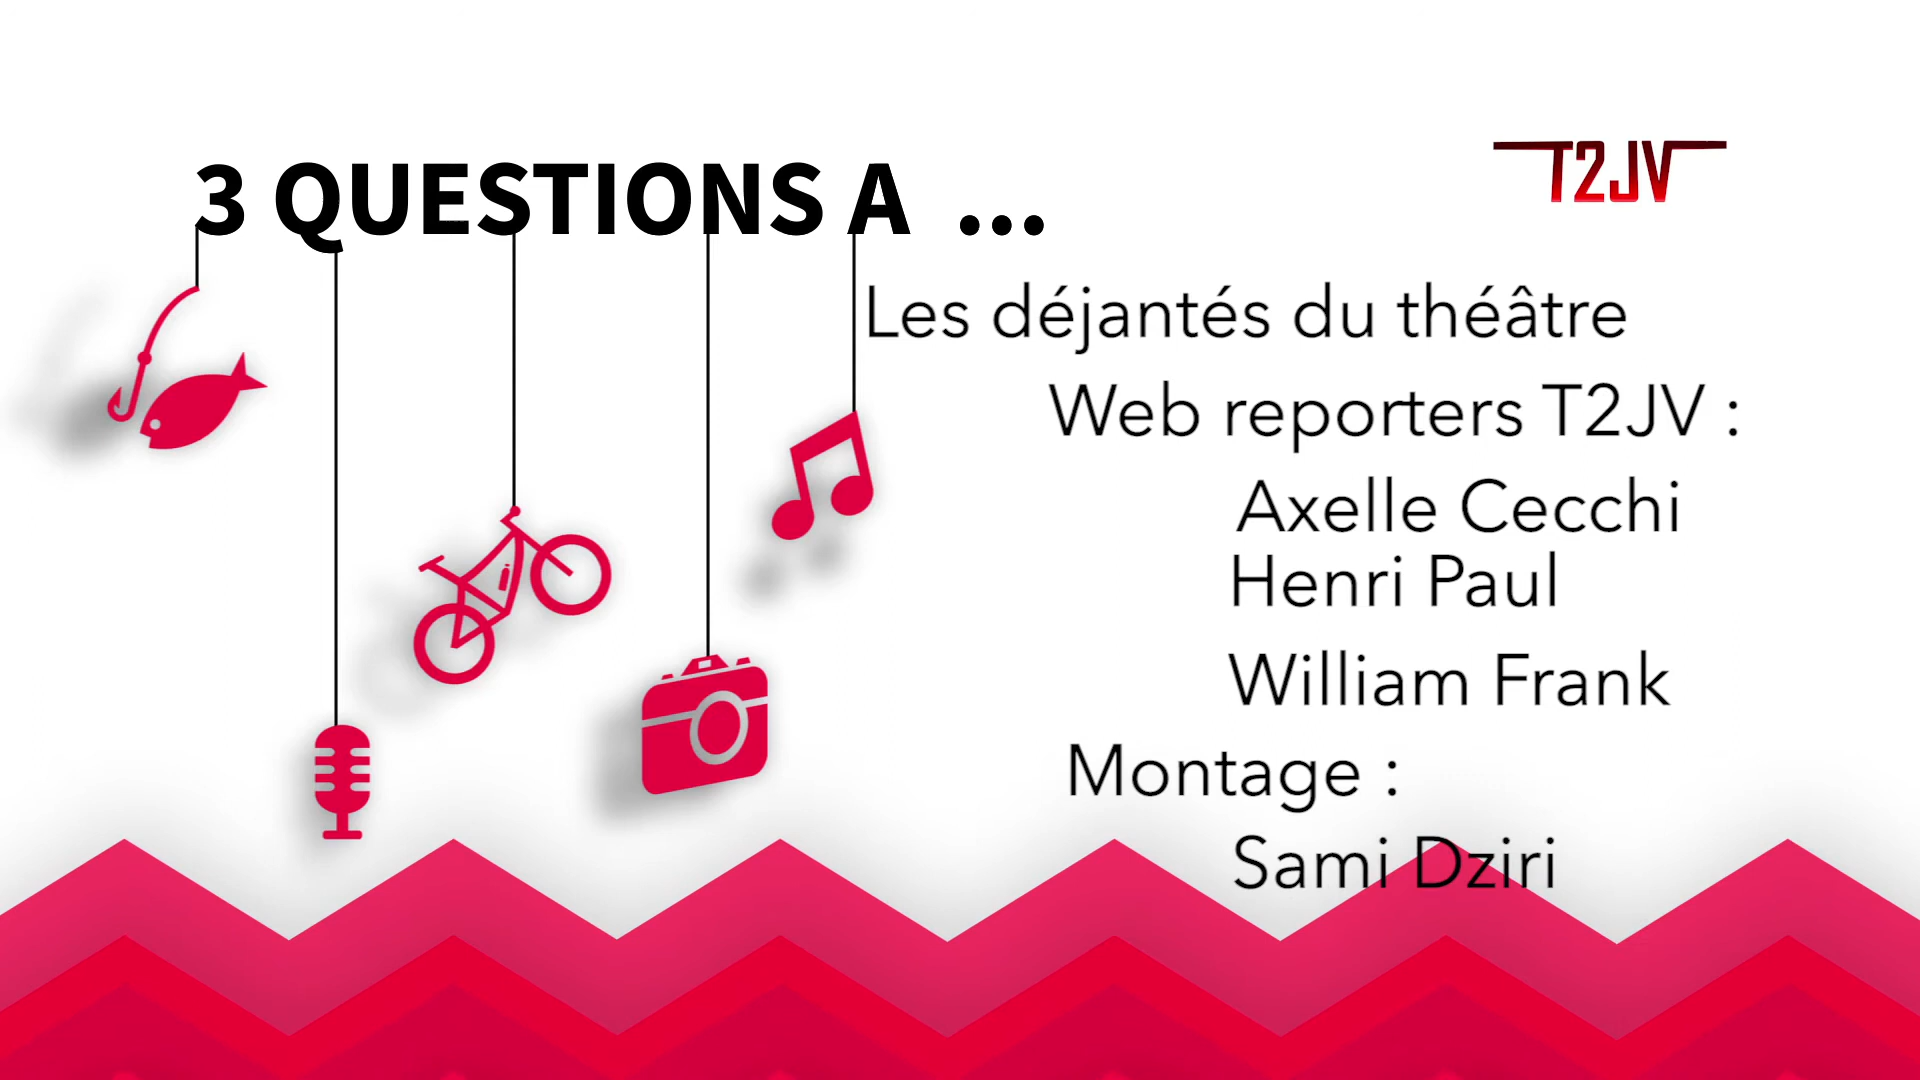 3 QUESTIONS A ...
T2JV
Les déjantés du théâtre
Web reporters T2JV :
Axelle Cecchi
Henri Paul
William Frank
Montage :
Sami Dziri